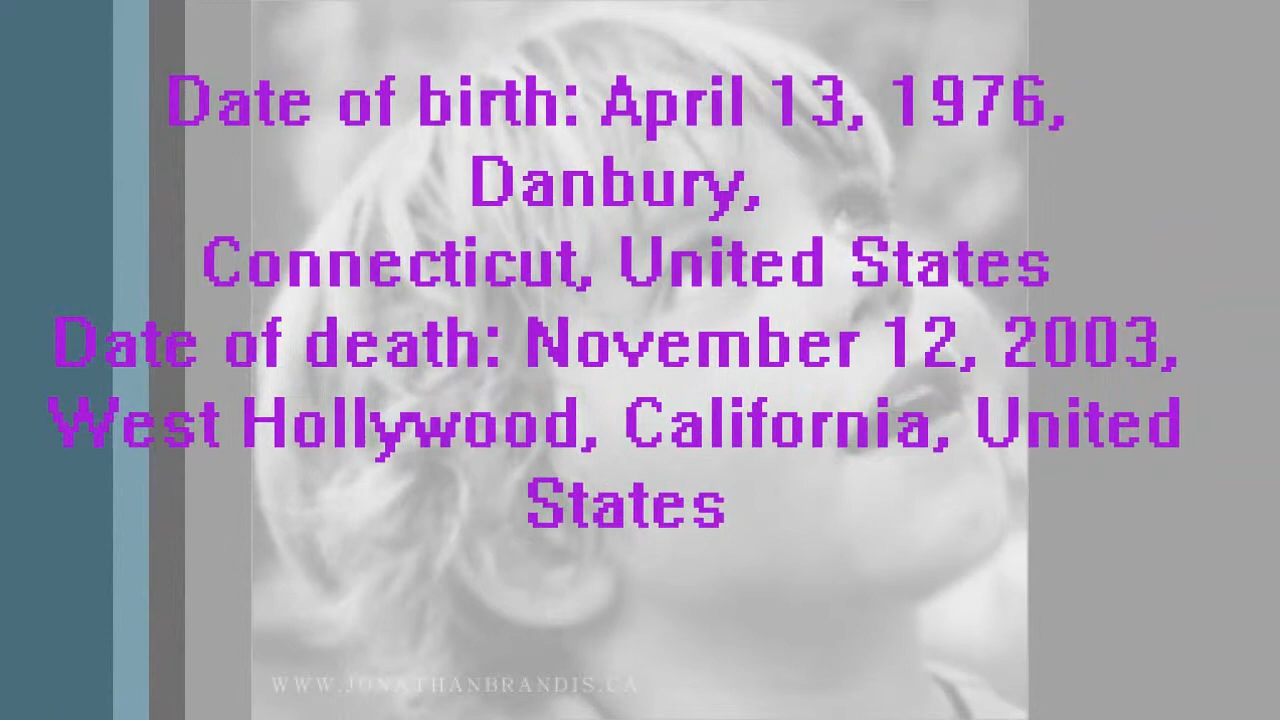 Date of birth: April 13, 1976,
Danbury,
Connecticut, United States
Date of death: November 12, 2003,
West Hollywood, California, United
States
WWW.JONATHANBRANDIS.CA